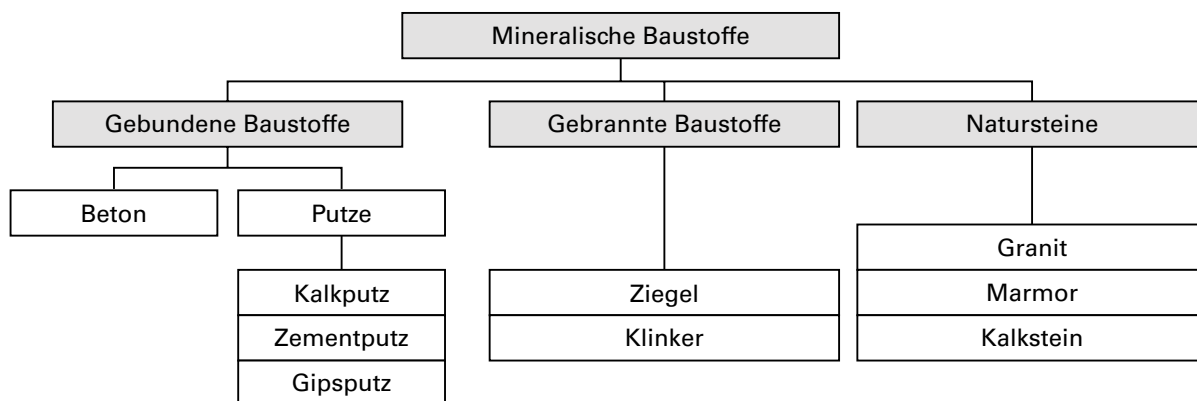 Mineralische Baustoffe
Gebundene Baustoffe
Gebrannte Baustoffe
Natursteine
Beton
Putze
Kalkputz
Zementputz
Gipsputz
Ziegel
Klinker
Granit
Marmor
Kalkstein